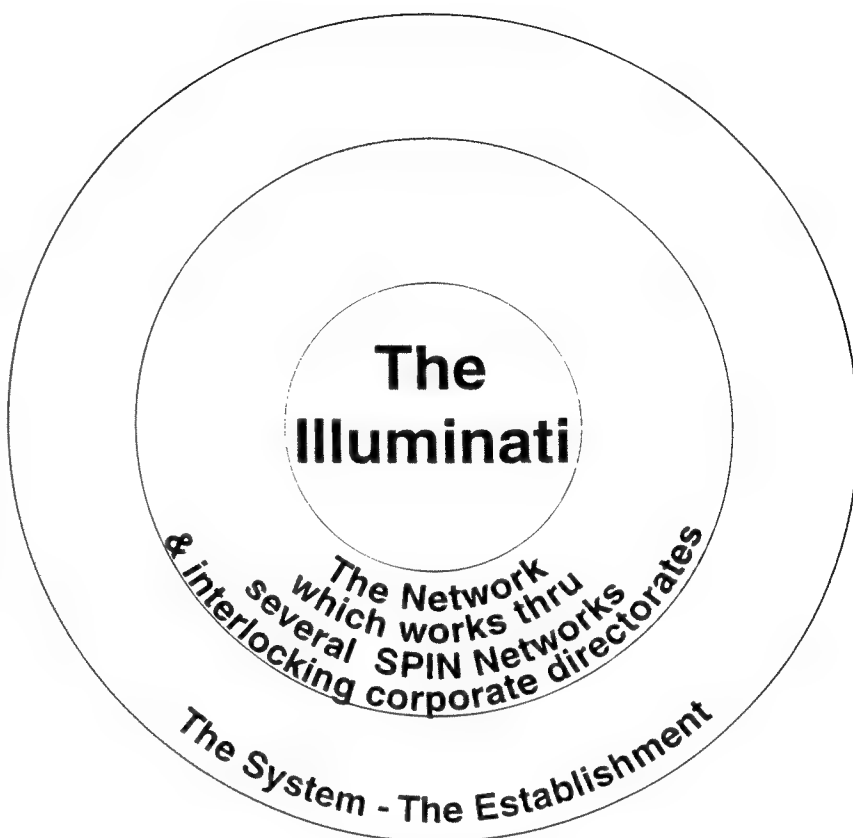 The
Illuminati
The Network
which works thru
several SPIN Networks
& interlocking corporate directorates
The System - The Establishment